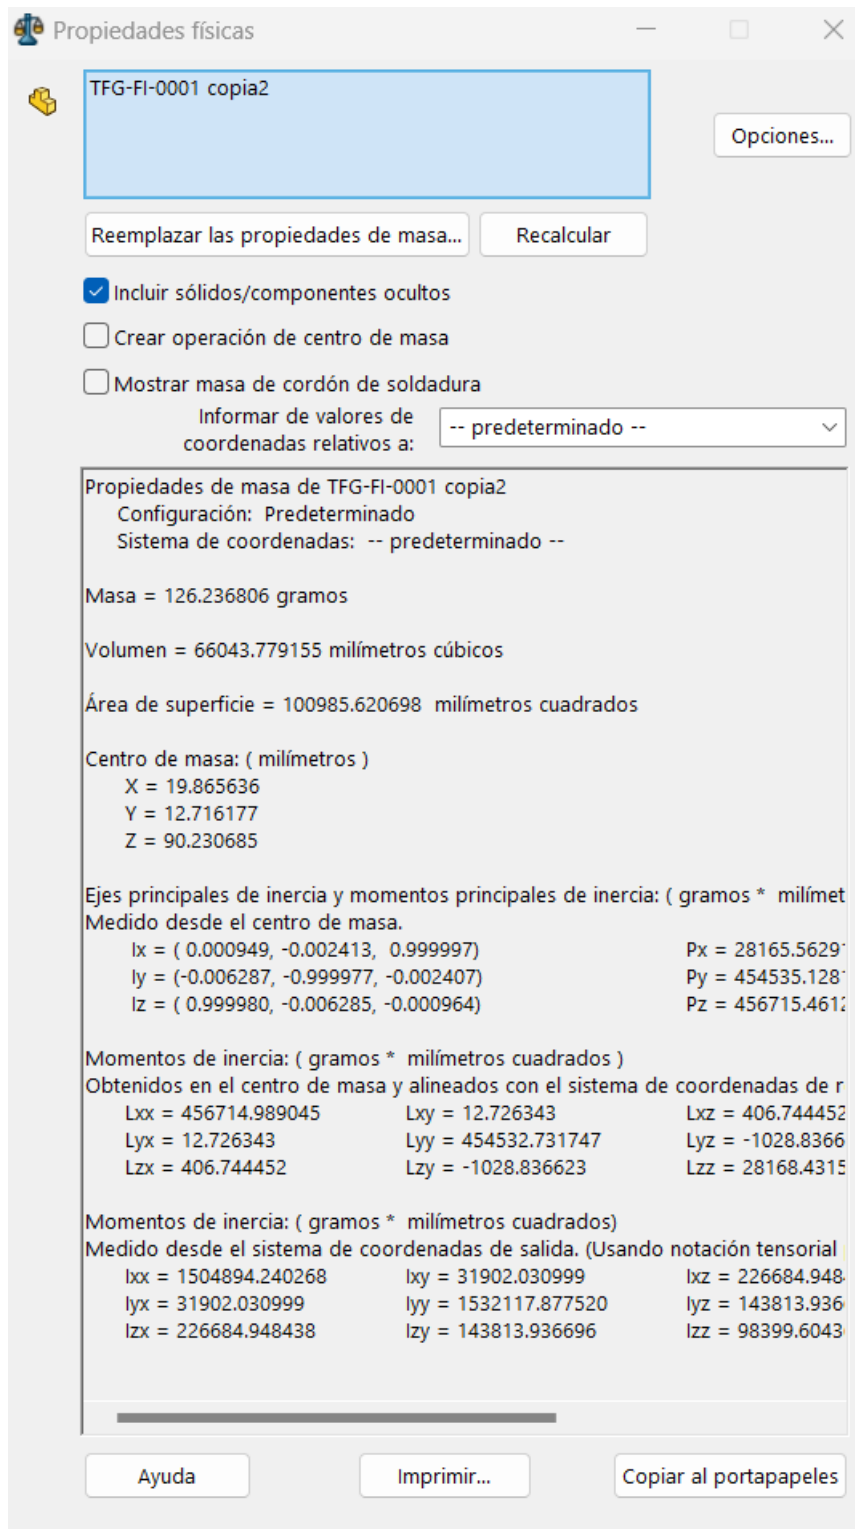 Propiedades físicas
TFG-FI-0001 copia2
Opciones...
Reemplazar las propiedades de masa...
Recalcular
Incluir sólidos/componentes ocultos
Crear operación de centro de masa
Mostrar masa de cordón de soldadura
Informar de valores de
coordenadas relativos a:
-- predeterminado --
Propiedades de masa de TFG-FI-0001 copia2
Configuración: Predeterminado
Sistema de coordenadas: -- predeterminado --
Masa = 126.236806 gramos
Volumen = 66043.779155 milímetros cúbicos
Área de superficie = 100985.620698 milímetros cuadrados
Centro de masa: ( milímetros )
X = 19.865636
Y = 12.716177
Z = 90.230685
Ejes principales de inercia y momentos principales de inercia: ( gramos * milímet
Medido desde el centro de masa.
Ix = ( 0.000949, -0.002413, 0.999997) Px = 28165.56291
Iy = (-0.006287, -0.999977, -0.002407) Py = 454535.1281
Iz = ( 0.999980, -0.006285, -0.000964) Pz = 456715.4612
Momentos de inercia: ( gramos * milímetros cuadrados )
Obtenidos en el centro de masa y alineados con el sistema de coordenadas de r
Lxx = 456714.989045 Lxy = 12.726343 Lxz = 406.744452
Lyx = 12.726343 Lyy = 454532.731747 Lyz = -1028.8366
Lzx = 406.744452 Lzy = -1028.836623 Lzz = 28168.4315
Momentos de inercia: ( gramos * milímetros cuadrados)
Medido desde el sistema de coordenadas de salida. (Usando notación tensorial
Ixx = 1504894.240268 Ixy = 31902.030999 Ixz = 226684.948
Iyx = 31902.030999 Iyy = 1532117.877520 Iyz = 143813.936
Izx = 226684.948438 Izy = 143813.936696 Izz = 98399.6043
Ayuda
Imprimir...
Copiar al portapapeles